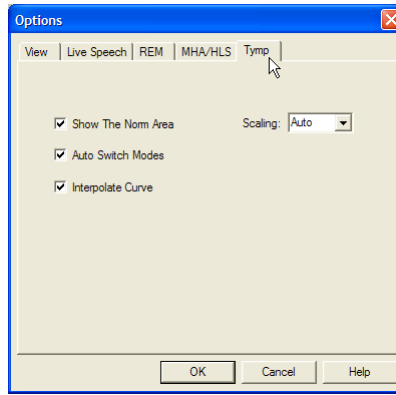 Options
View Live Speech REM MHA/HLS Tymp
Show The Norm Area Scaling: Auto
Auto Switch Modes
Interpolate Curve
OK Cancel Help